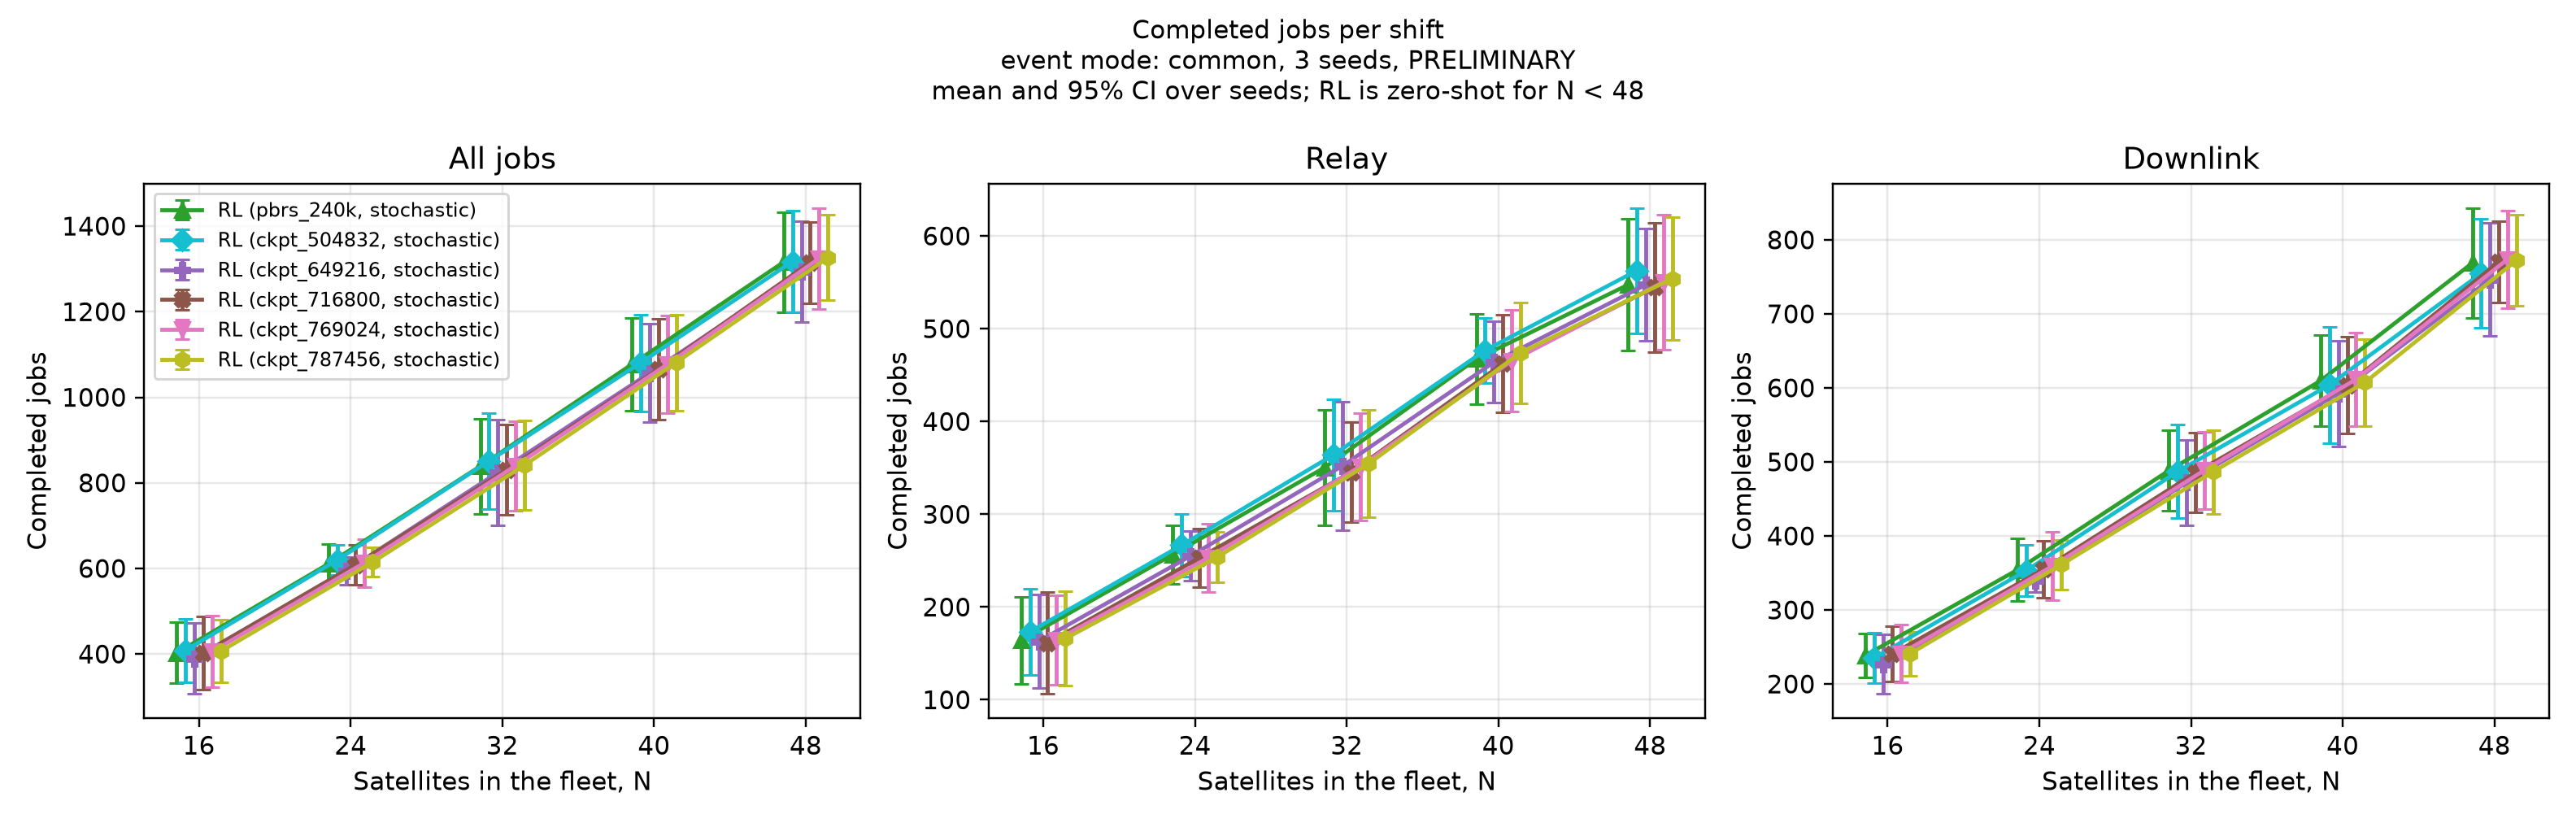 Completed jobs per shift
event mode: common, 3 seeds, PRELIMINARY
mean and 95% CI over seeds; RL is zero-shot for N < 48
All jobs
1400
1200
1000
800
600
400
Completed jobs
RL (pbrs_240k, stochastic)
RL (ckpt_504832, stochastic)
RL (ckpt_649216, stochastic)
RL (ckpt_716800, stochastic)
RL (ckpt_769024, stochastic)
RL (ckpt_787456, stochastic)
16 24 32 40 48
Satellites in the fleet, N
Relay
600
500
400
300
200
100
Completed jobs
16 24 32 40 48
Satellites in the fleet, N
Downlink
800
700
600
500
400
300
200
Completed jobs
16 24 32 40 48
Satellites in the fleet, N